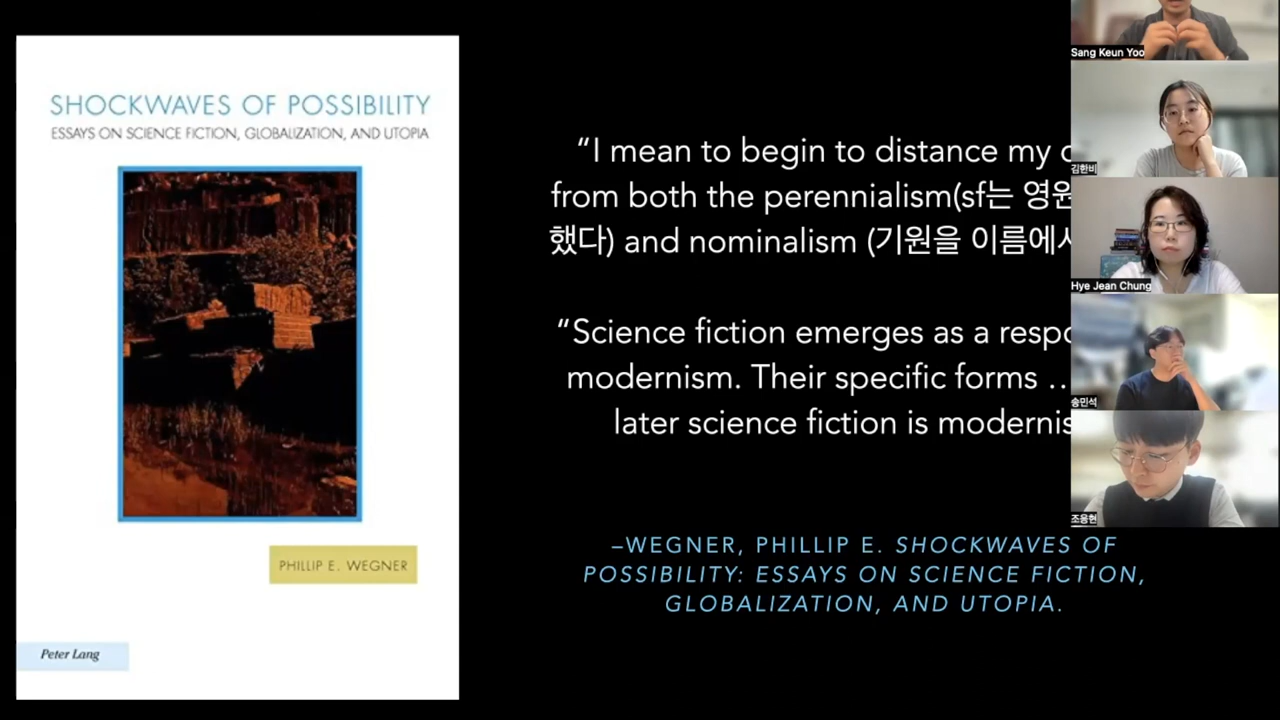 SHOCKWAVES OF POSSIBILITY
ESSAYS ON SCIENCE FICTION, GLOBALIZATION, AND UTOPIA
PHILLIP E. WEGNER
Peter Lang
“I mean to begin to distance my
from both the perennialism(sf는 영원
했다) and nominalism (기원을 이름에서
“Science fiction emerges as a respo
modernism. Their specific forms ..
later science fiction is modernis
–WEGNER, PHILLIP E. SHOCKWAVES OF
POSSIBILITY: ESSAYS ON SCIENCE FICTION,
GLOBALIZATION, AND UTOPIA.
Sang Keun Yoo
김한비
Hye Jean Chung
송민석
조용현